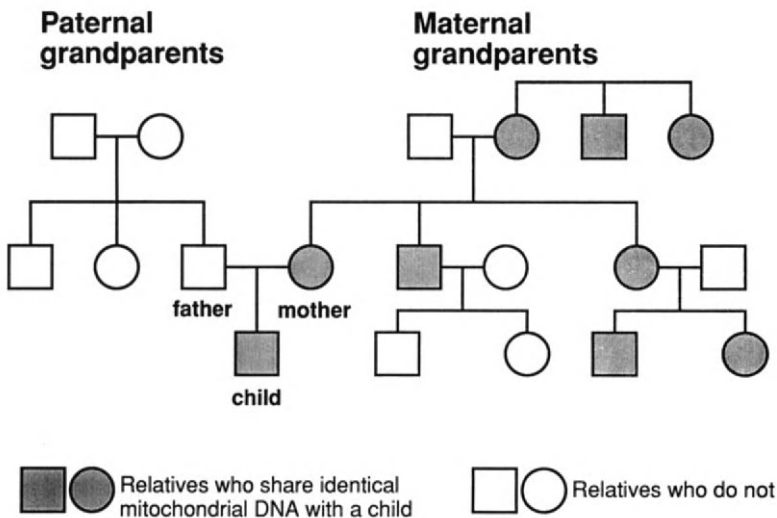 Paternal
grandparents
Maternal
grandparents
father
mother
child
Relatives who share identical
mitochondrial DNA with a child
Relatives who do not